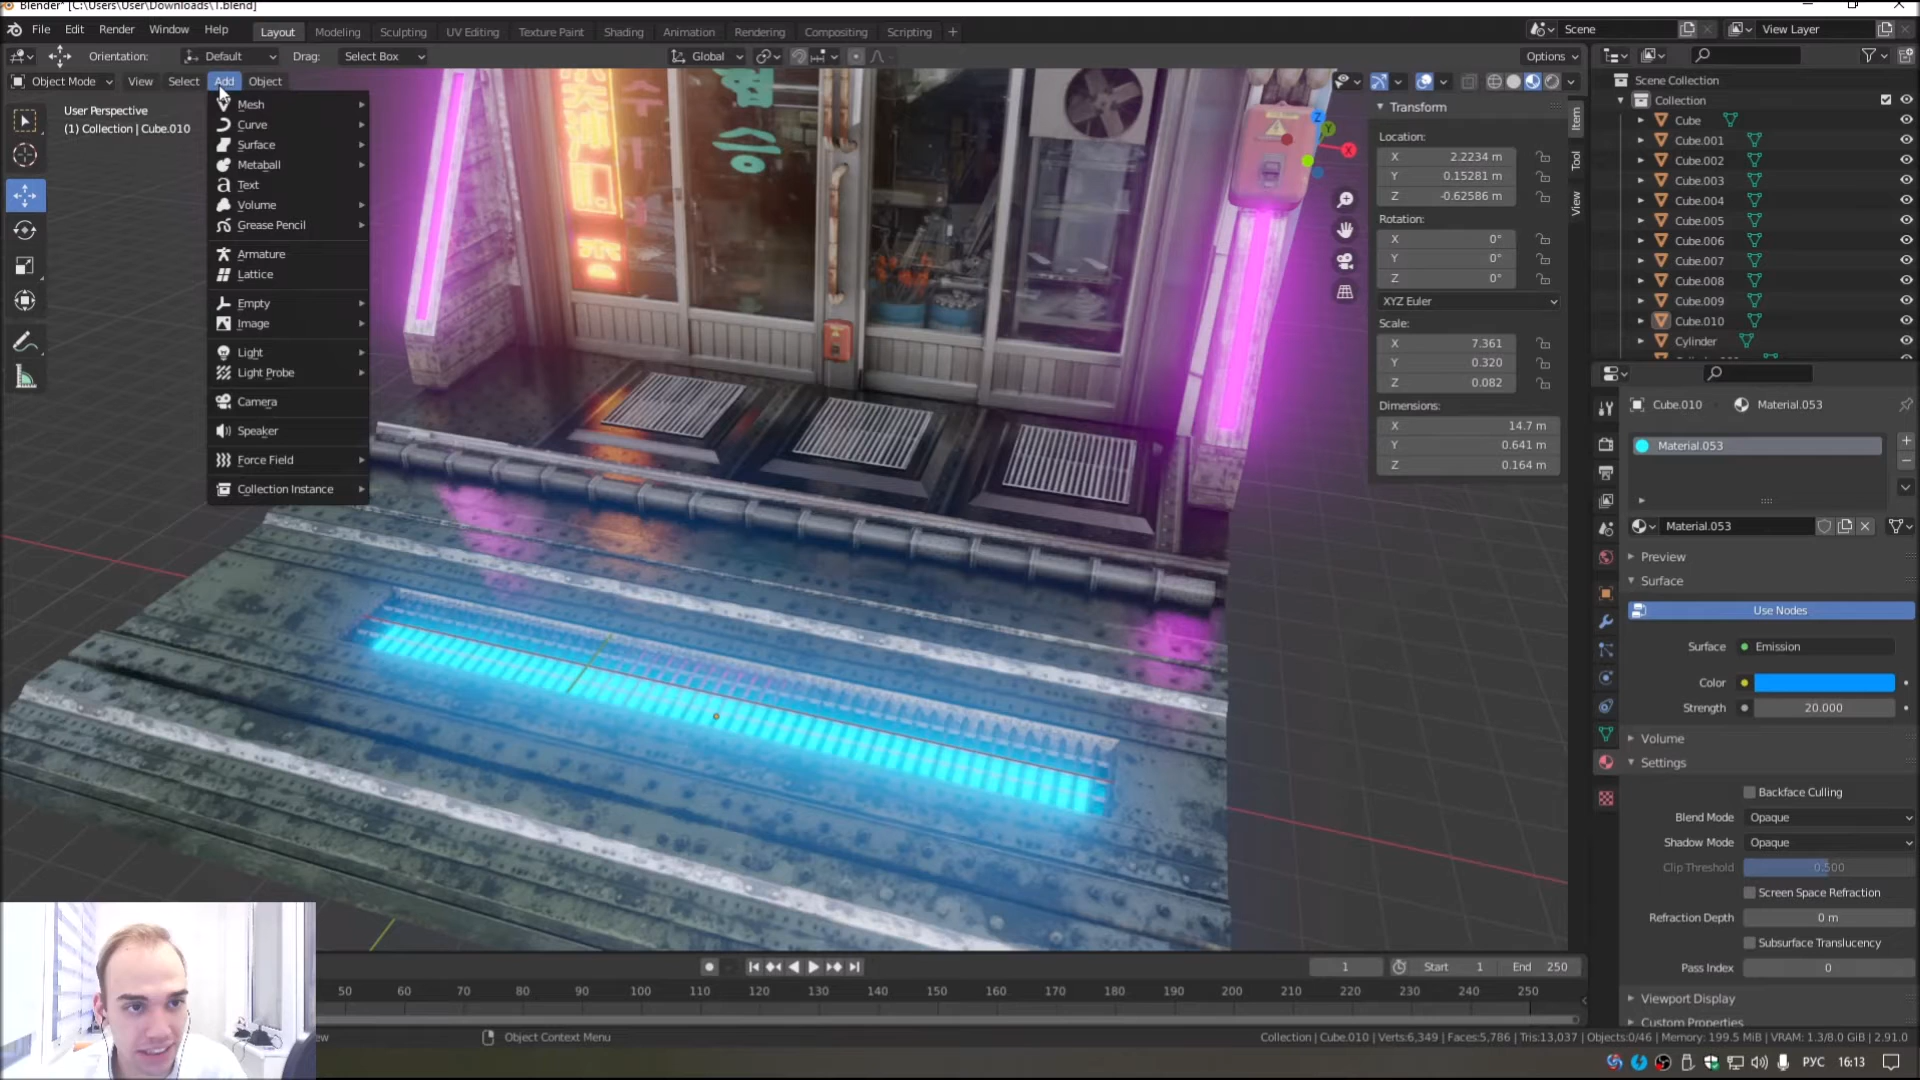 Blender* [C:\Users\User\Downloads\T.blend]
File Edit Render Window Help Layout Modeling Sculpting UV Editing Texture Paint Shading Animation Rendering Compositing Scripting + Scene View Layer
Orientation: Default Drag: Select Box Global Options
Object Mode View Select Add Object
User Perspective
(1) Collection | Cube.010
Mesh
Curve
Surface
Metaball
Text
Volume
Grease Pencil
Armature
Lattice
Empty
Image
Light
Light Probe
Camera
Speaker
Force Field
Collection Instance
Z
Y
X
Transform
Location:
X 2.2234 m
Y 0.15281 m
Z -0.62586 m
Rotation:
X 0°
Y 0°
Z 0°
XYZ Euler
Scale:
X 7.361
Y 0.320
Z 0.082
Dimensions:
X 14.7 m
Y 0.641 m
Z 0.164 m
Item
Tool
View
Scene Collection
Collection
Cube
Cube.001
Cube.002
Cube.003
Cube.004
Cube.005
Cube.006
Cube.007
Cube.008
Cube.009
Cube.010
Cylinder
Cube.010 Material.053
Material.053
Material.053
Preview
Surface
Use Nodes
Surface Emission
Color
Strength 20.000
Volume
Settings
Backface Culling
Blend Mode Opaque
Shadow Mode Opaque
Clip Threshold 0.500
Screen Space Refraction
Refraction Depth 0 m
Subsurface Translucency
Pass Index 0
Viewport Display
Custom Properties
1 Start 1 End 250
50 60 70 80 90 100 110 120 130 140 150 160 170 180 190 200 210 220 230 240 250
Object Context Menu
Collection | Cube.010 | Verts:6,349 | Faces:5,786 | Tris:13,037 | Objects:0/46 | Memory: 199.5 MiB | VRAM: 1.3/8.0 GiB | 2.91.0
РУС 16:13